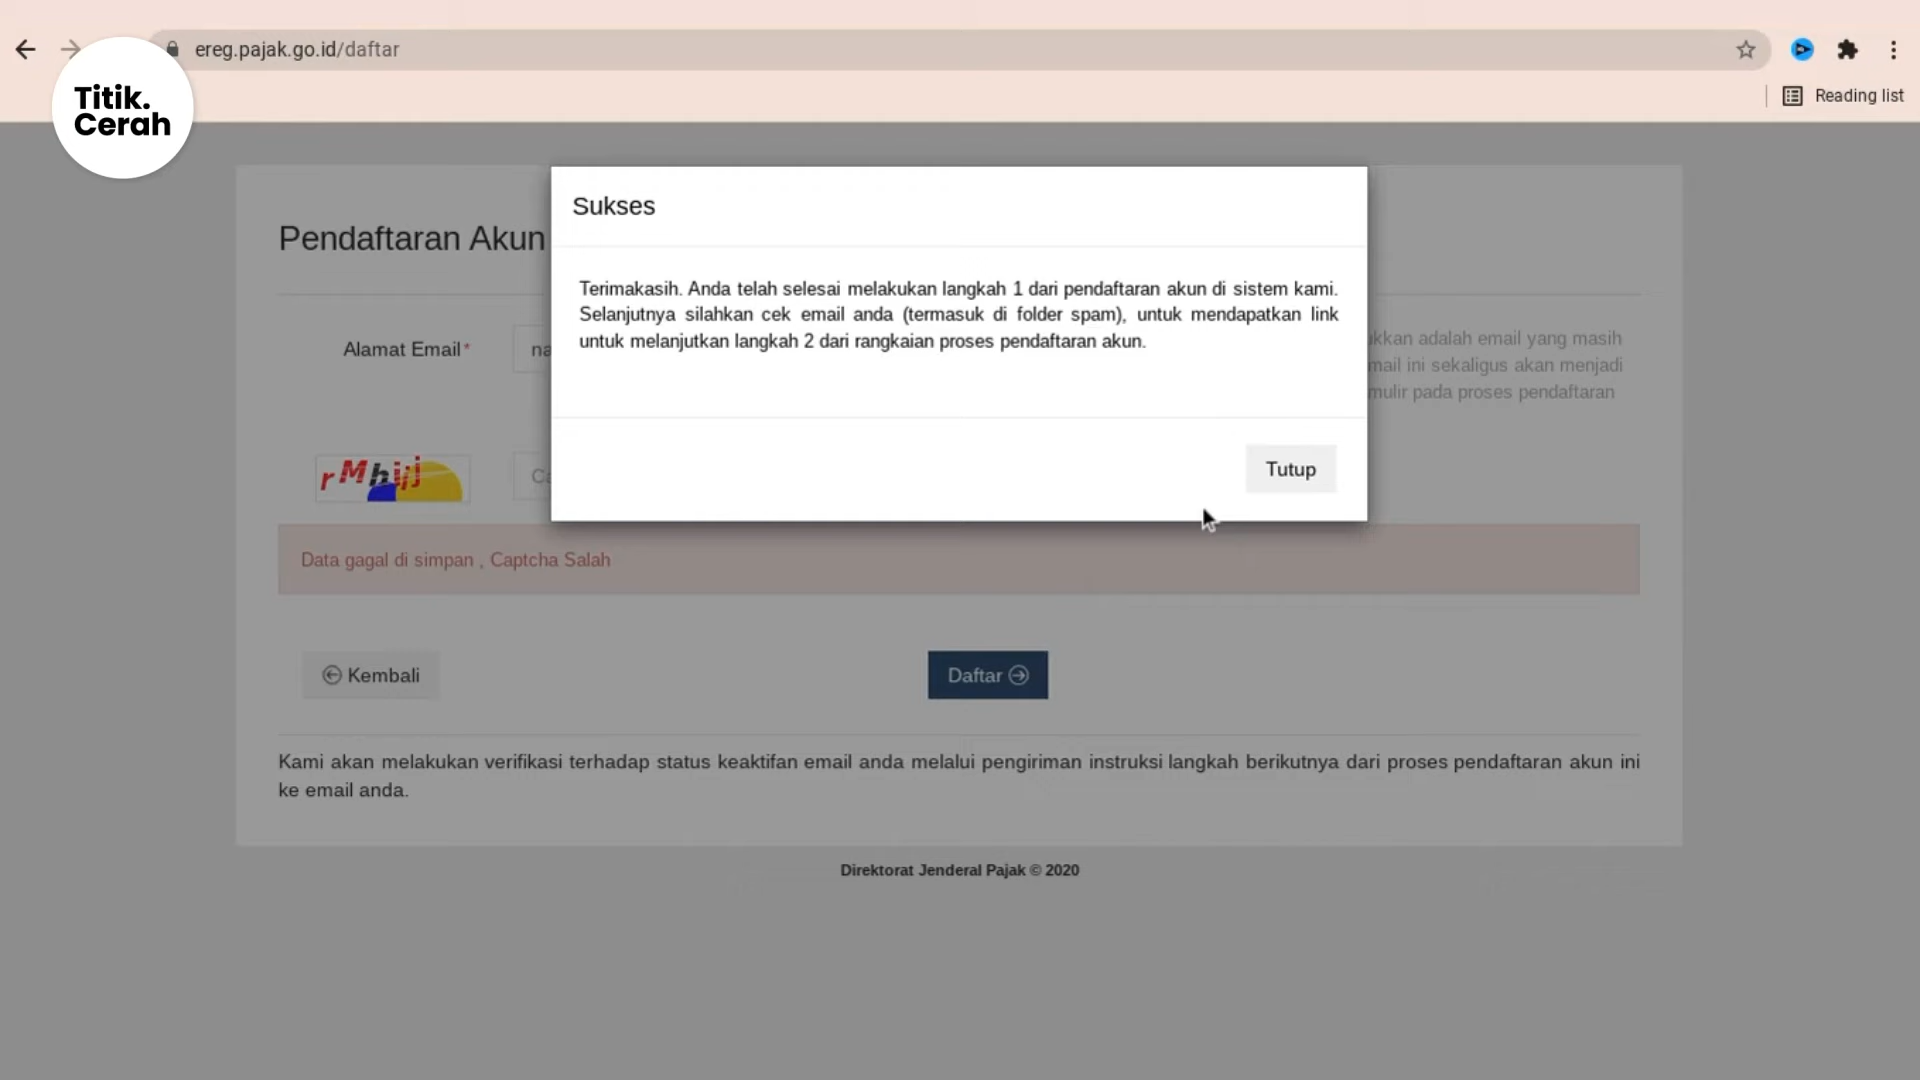 ereg.pajak.go.id/daftar
Reading list
Titik.
Cerah
Sukses
Pendaftaran Akun
Terimakasih. Anda telah selesai melakukan langkah 1 dari pendaftaran akun di sistem kami.
Selanjutnya silahkan cek email anda (termasuk di folder spam), untuk mendapatkan link
untuk melanjutkan langkah 2 dari rangkaian proses pendaftaran akun.
Alamat Email*
adalah email yang masih
ini sekaligus akan menjadi
pada proses pendaftaran
Tutup
Data gagal di simpan , Captcha Salah
Kembali
Daftar
Kami akan melakukan verifikasi terhadap status keaktifan email anda melalui pengiriman instruksi langkah berikutnya dari proses pendaftaran akun ini
ke email anda.
Direktorat Jenderal Pajak © 2020